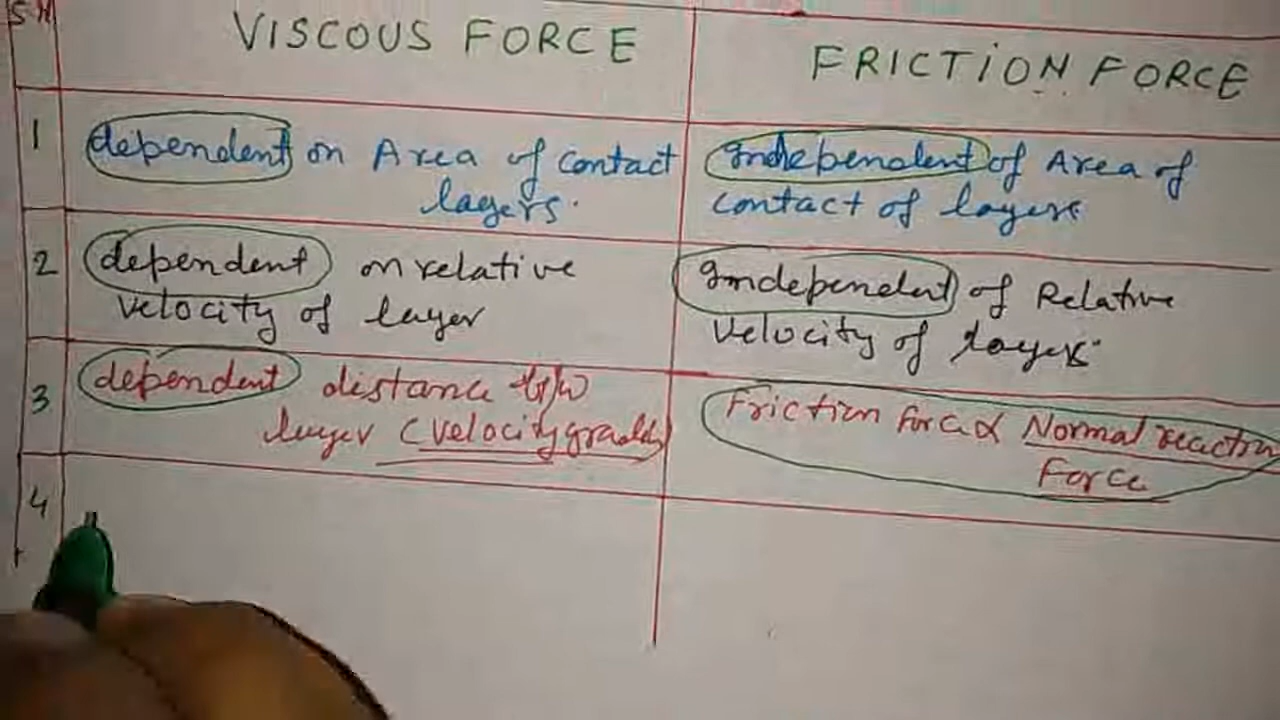 S.N
VISCOUS FORCE
FRICTION FORCE
1
dependent on Area of contact
layers.
Independent of Area of
contact of layers
2
dependent on relative
velocity of layer
Independent of Relative
velocity of layers
3
dependent distance b/w
layer (velocity
Friction Force ∝ Normal reaction
Force
4